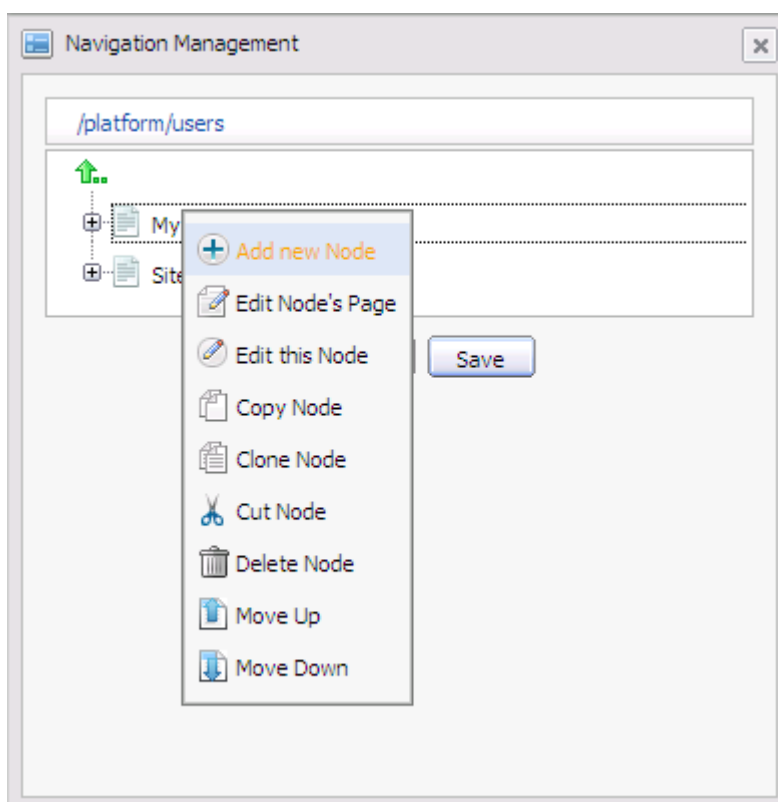 Navigation Management
/platform/users
My
Site
Add new Node
Edit Node's Page
Edit this Node
Save
Copy Node
Clone Node
Cut Node
Delete Node
Move Up
Move Down